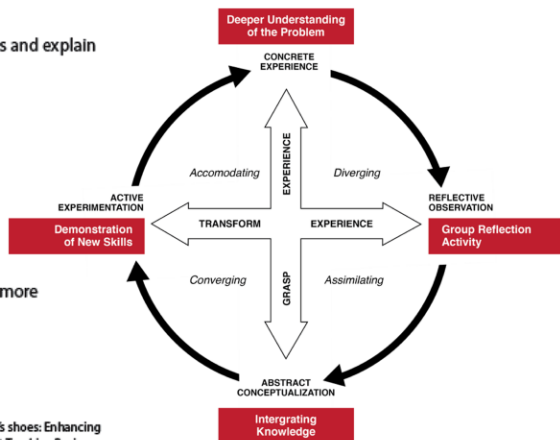 Deeper Understanding
of the Problem
s and explain
CONCRETE
EXPERIENCE
EXPERIENCE
Accomodating
Diverging
ACTIVE
EXPERIMENTATION
REFLECTIVE
OBSERVATION
Demonstration
of New Skills
TRANSFORM
EXPERIENCE
Group Reflection
Activity
Converging
GRASP
Assimilating
more
ABSTRACT
CONCEPTUALIZATION
Intergrating
Knowledge
's shoes: Enhancing